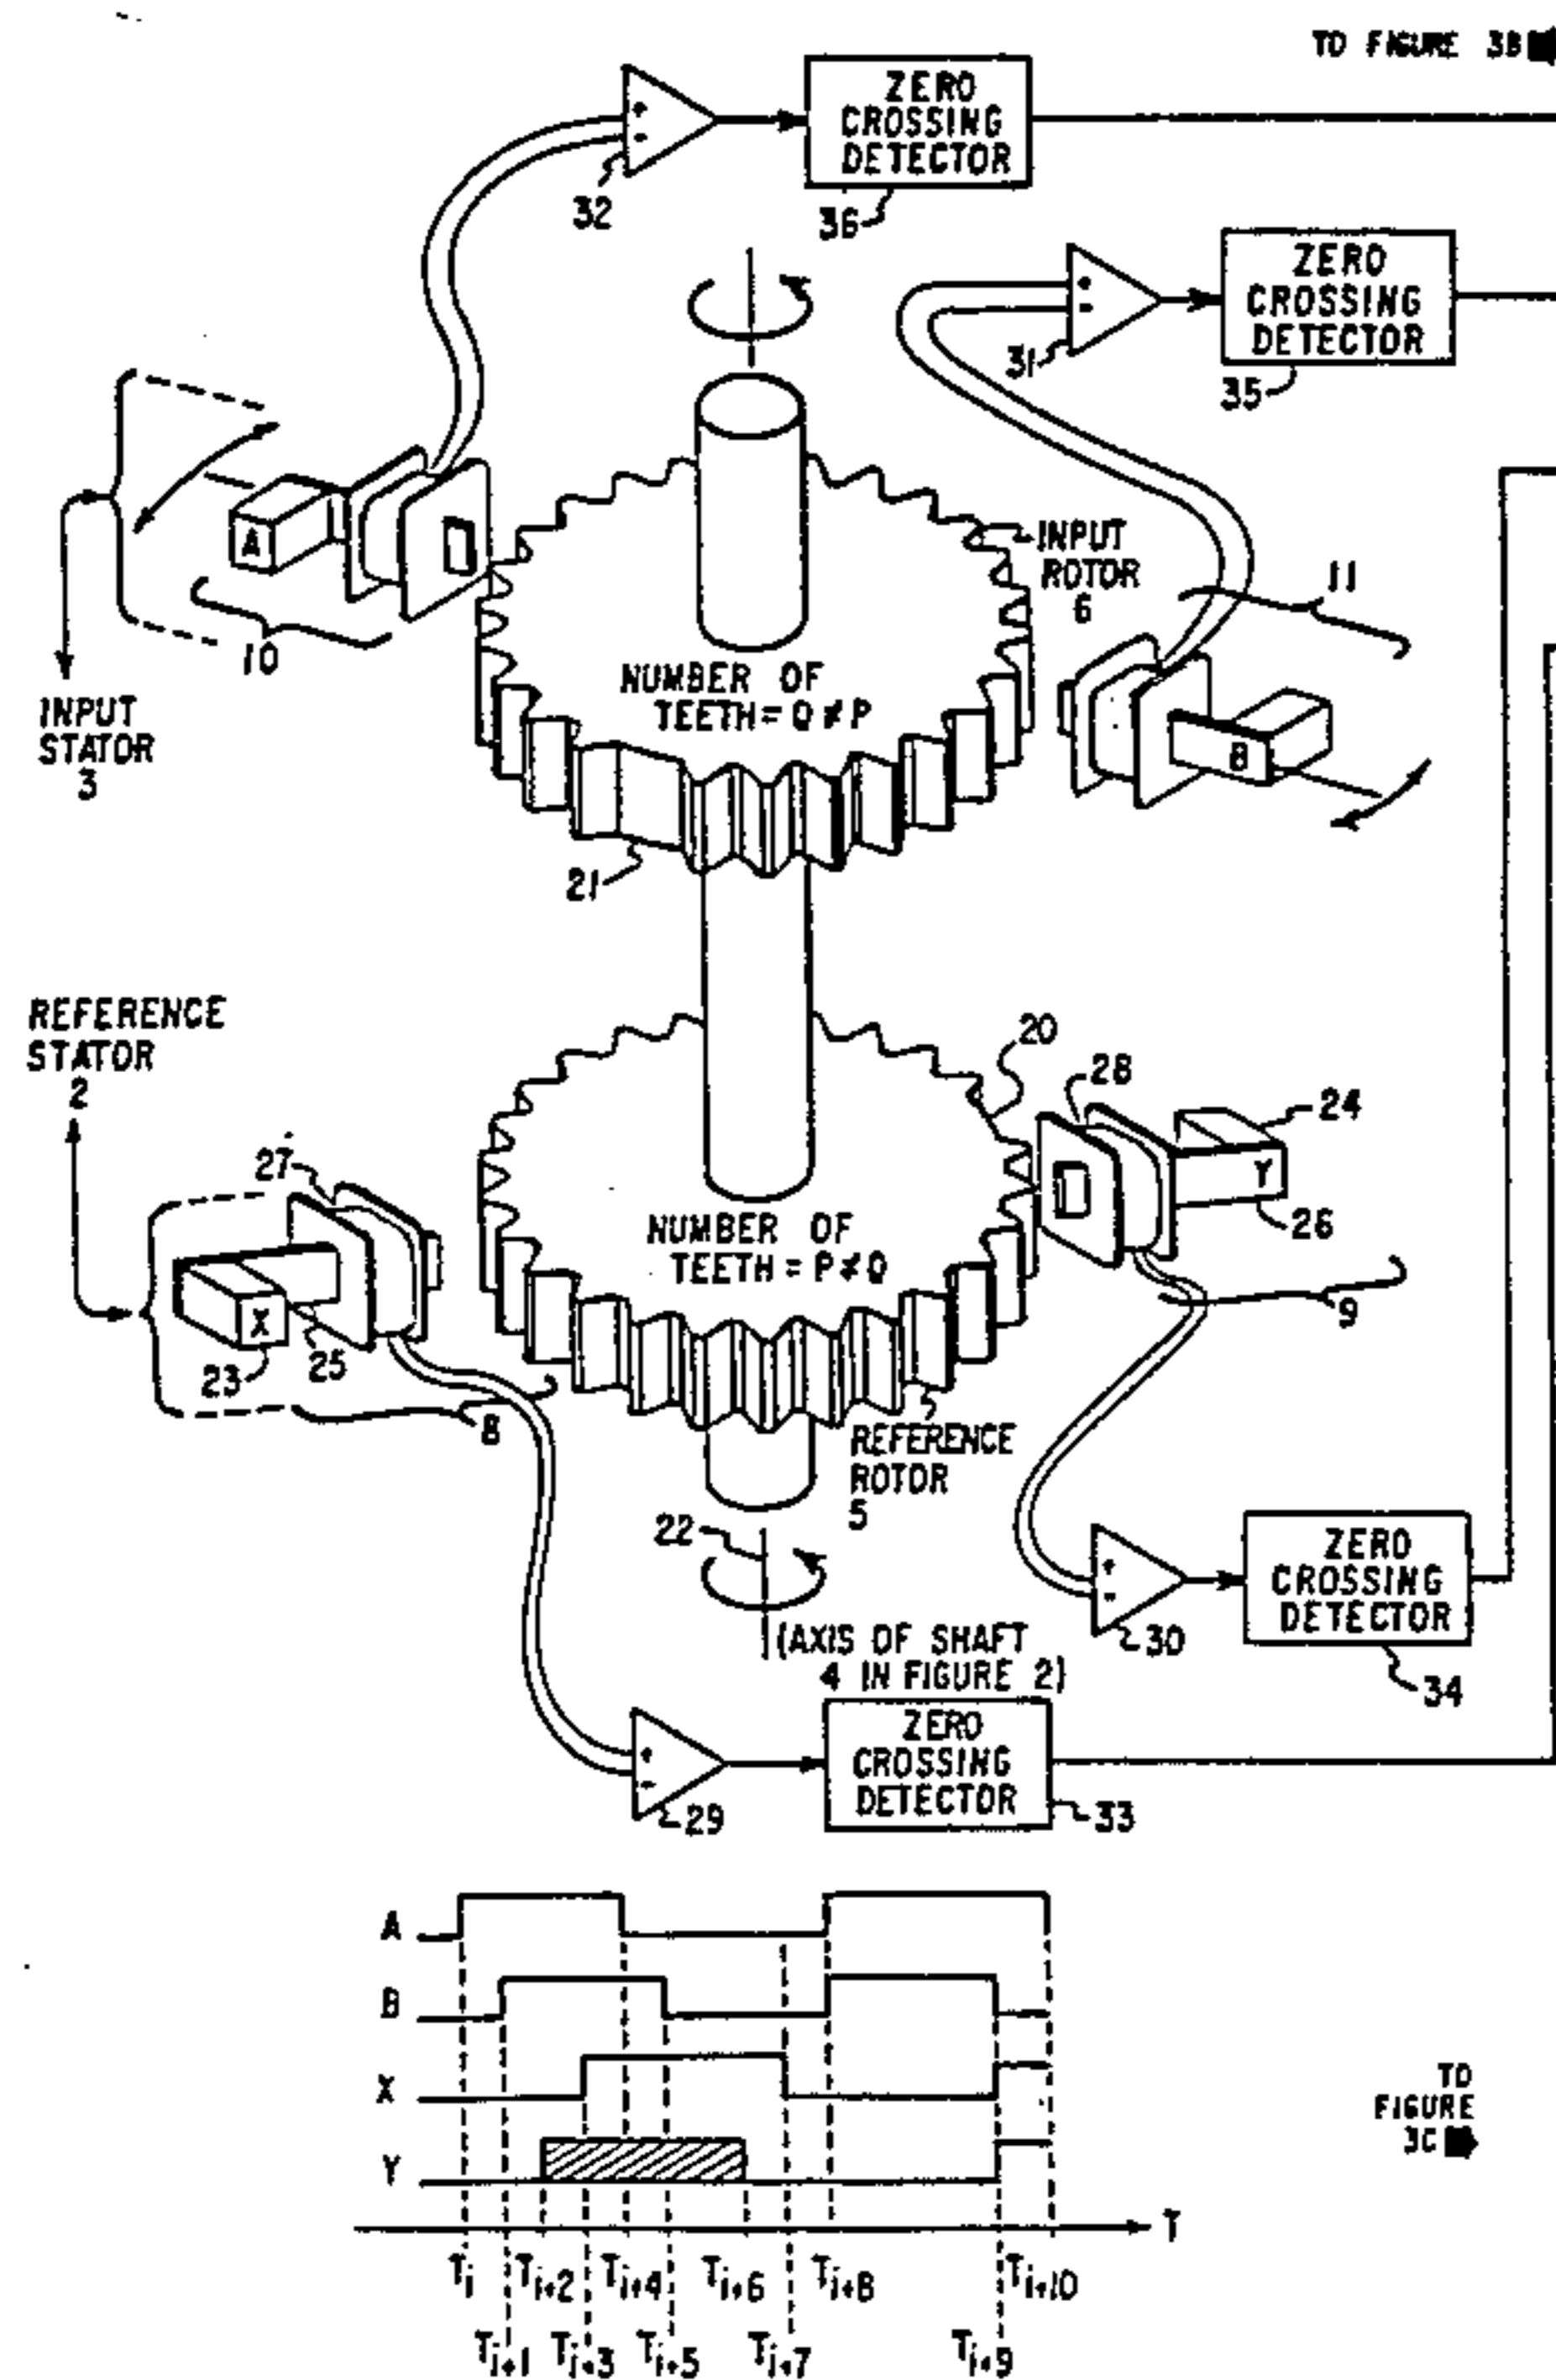 TO FIGURE 3B
ZERO
CROSSING
DETECTOR
+
-
32
36
ZERO
CROSSING
DETECTOR
+
-
31
35
A
INPUT
ROTOR
6
11
10
INPUT
STATOR
3
NUMBER OF
TEETH = Q ≠ P
B
21
REFERENCE
STATOR
2
20
28
24
27
Y
26
NUMBER OF
TEETH = P ≠ Q
X
25
23
9
8
REFERENCE
ROTOR
5
22
ZERO
CROSSING
DETECTOR
+
-
30
34
(AXIS OF SHAFT
4 IN FIGURE 2)
ZERO
CROSSING
DETECTOR
+
-
29
33
A
B
X
Y
T
TO
FIGURE
3C
Ti Ti+2 Ti+4 Ti+6 Ti+8 Ti+10
Ti+1 Ti+3 Ti+5 Ti+7 Ti+9